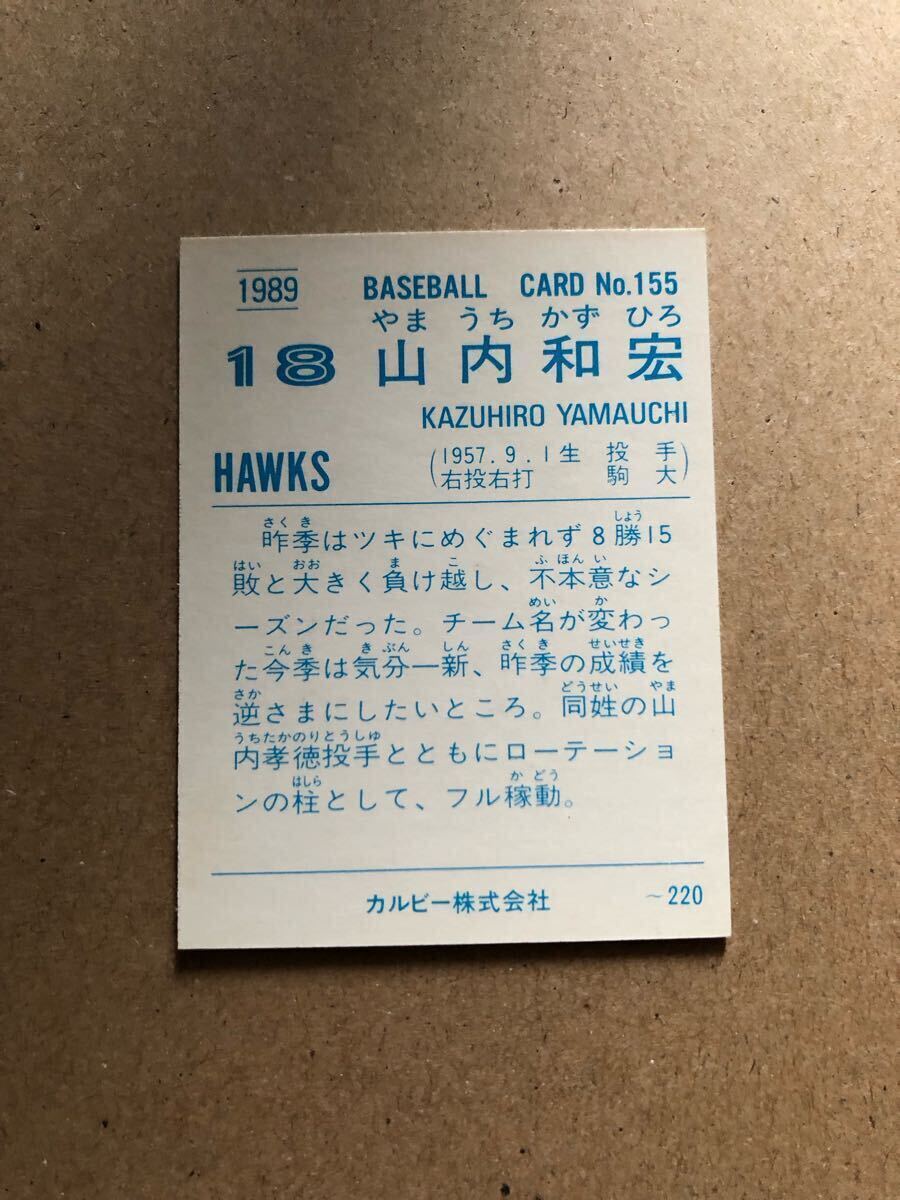 1989 BASEBALL CARD No.155
やま うち かず ひろ
18 山内和宏
KAZUHIRO YAMAUCHI
HAWKS (1957.9.1生 投手
右投右打 駒大)
さくき しょう
昨季はツキにめぐまれず8勝15
はい おお ま こ ふほんい
敗と大きく負け越し、不本意なシ
めい か
ーズンだった。チーム名が変わっ
こんき きぶん しん さくき せいせき
た今季は気分一新、昨季の成績を
さか どうせい やま
逆さまにしたいところ。同姓の山
うちたかのりとうしゅ
内孝徳投手とともにローテーショ
はしら かどう
ンの柱として、フル稼動。
カルビー株式会社 ~220